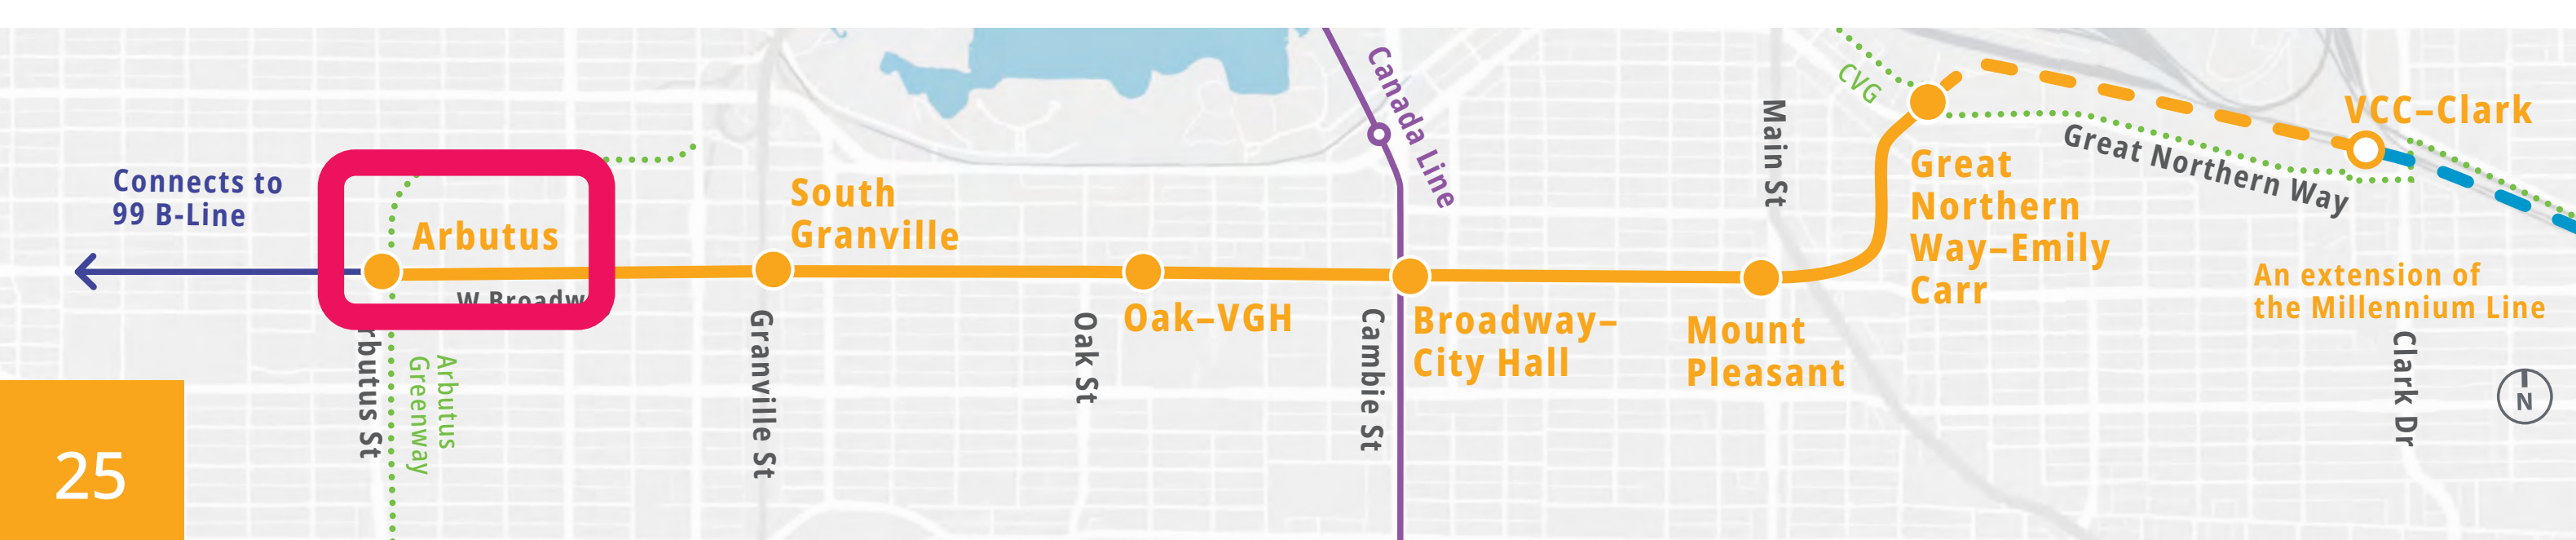 Connects to
99 B-Line
Arbutus
W Broadw
rbutus St
Arbutus
Greenway
South
Granville
Granville St
Oak St
Oak–VGH
Canada Line
Cambie St
Broadway–
City Hall
Main St
Mount
Pleasant
CVG
Great
Northern
Way–Emily
Carr
Great Northern Way
VCC–Clark
An extension of
the Millennium Line
Clark Dr
N
25